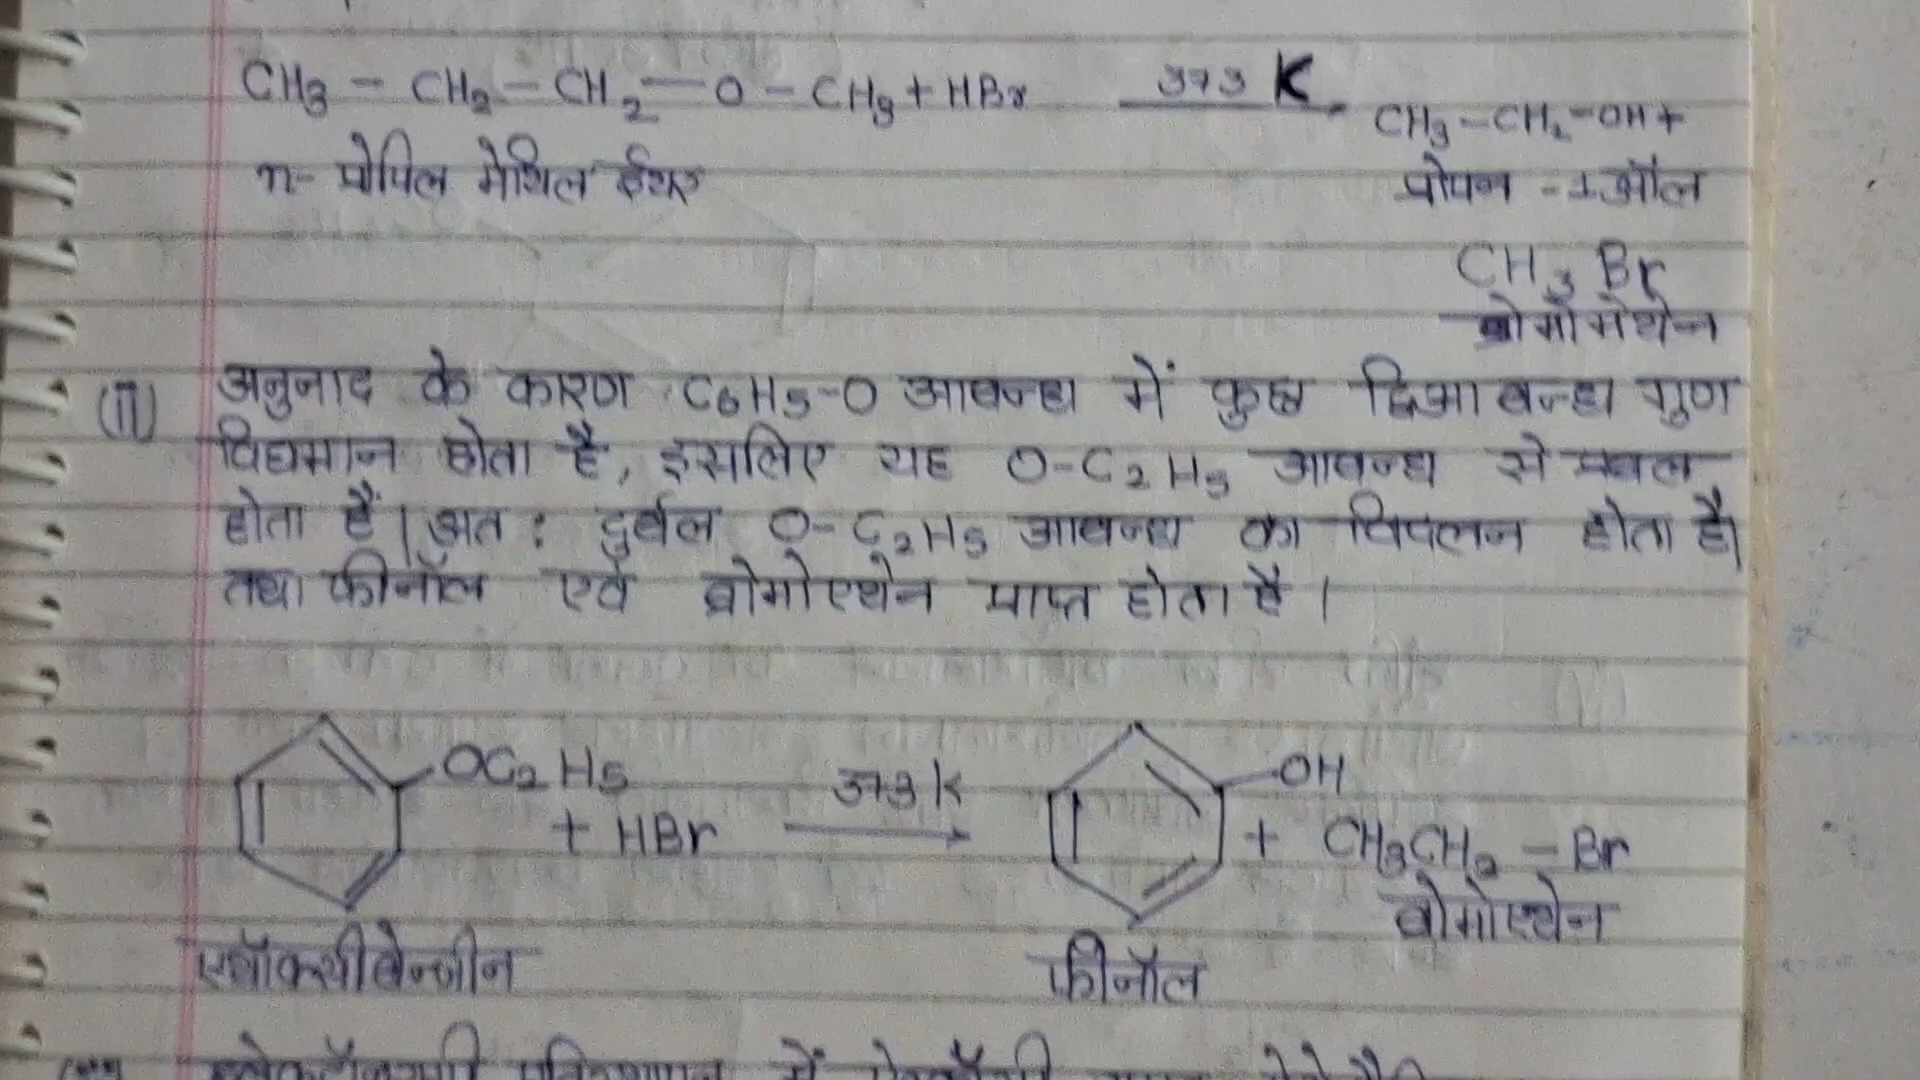 CH3 - CH2 - CH2 - O - CH3 + HBr 373 K CH3 - CH2 - OH +
n- प्रोपिल मेथिल ईथर प्रोपन -1 ऑल
CH3 Br
ब्रोमोमेथेन
(ii) अनुनाद के कारण C6H5-O आबन्ध में कुछ द्विआबन्ध गुण
विद्यमान होता है, इसलिए यह O-C2H5 आबन्ध से प्रबल
होता हैं। अत: दुर्बल O-C2H5 आबन्ध का विपलन होता है।
तथा फीनॉल एवं ब्रोमोएथेन प्राप्त होता है।
OC2H5 + HBr 373 K OH + CH3CH2 - Br
ब्रोमोएथेन
एथॉक्सीबेन्जीन फीनॉल
में